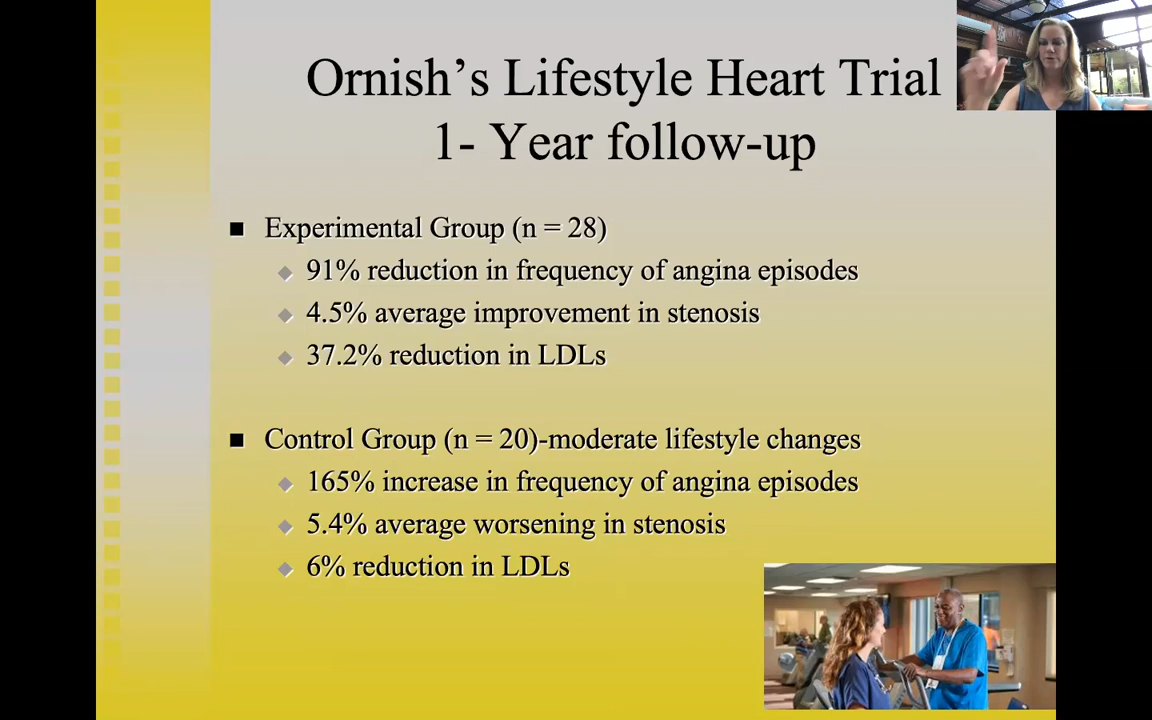 Ornish's Lifestyle Heart Trial
1- Year follow-up
Experimental Group (n = 28)
91% reduction in frequency of angina episodes
4.5% average improvement in stenosis
37.2% reduction in LDLs
Control Group (n = 20)-moderate lifestyle changes
165% increase in frequency of angina episodes
5.4% average worsening in stenosis
6% reduction in LDLs